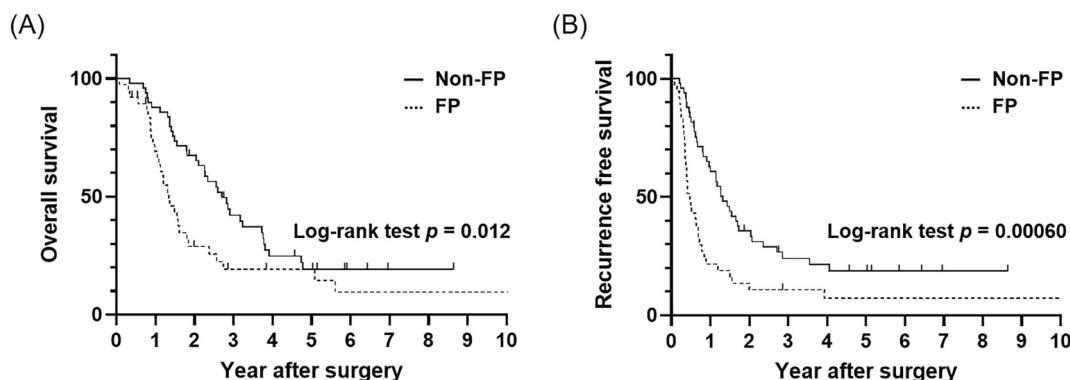 (A)
Overall survival
100
50
0
Non-FP
FP
Log-rank test p = 0.012
0 1 2 3 4 5 6 7 8 9 10
Year after surgery
(B)
Recurrence free survival
100
50
0
Non-FP
FP
Log-rank test p = 0.00060
0 1 2 3 4 5 6 7 8 9 10
Year after surgery